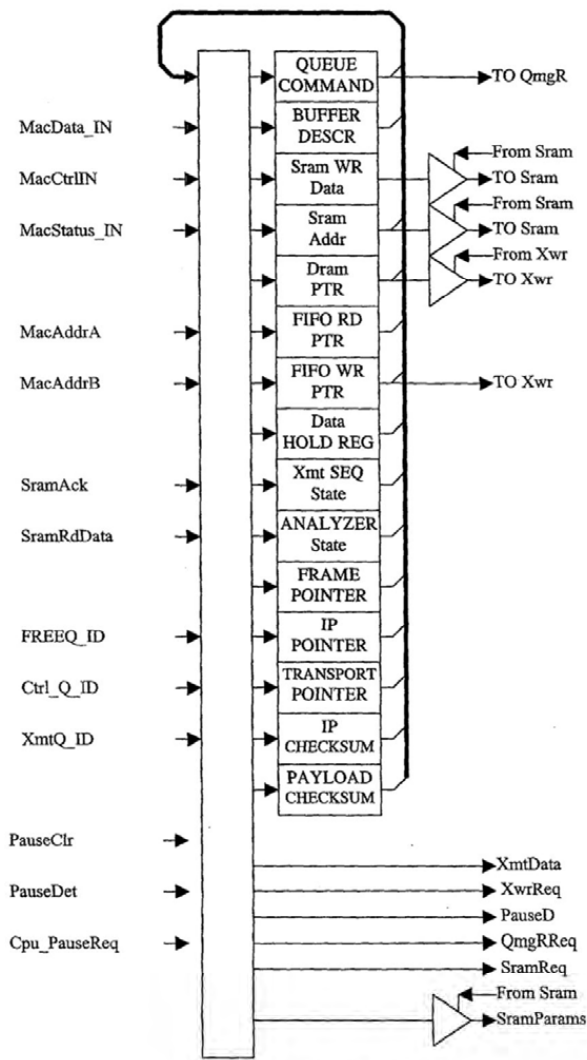 QUEUE
COMMAND
TO QmgR
MacData_IN
BUFFER
DESCR
From Sram
MacCtrlIN
Sram WR
Data
TO Sram
From Sram
MacStatus_IN
Sram
Addr
TO Sram
From Xwr
Dram
PTR
TO Xwr
MacAddrA
FIFO RD
PTR
MacAddrB
FIFO WR
PTR
TO Xwr
Data
HOLD REG
SramAck
Xmt SEQ
State
SramRdData
ANALYZER
State
FRAME
POINTER
FREEQ_ID
IP
POINTER
Ctrl_Q_ID
TRANSPORT
POINTER
XmtQ_ID
IP
CHECKSUM
PAYLOAD
CHECKSUM
PauseClr
XmtData
PauseDet
XwrReq
PauseD
Cpu_PauseReq
QmgRReq
SramReq
From Sram
SramParams